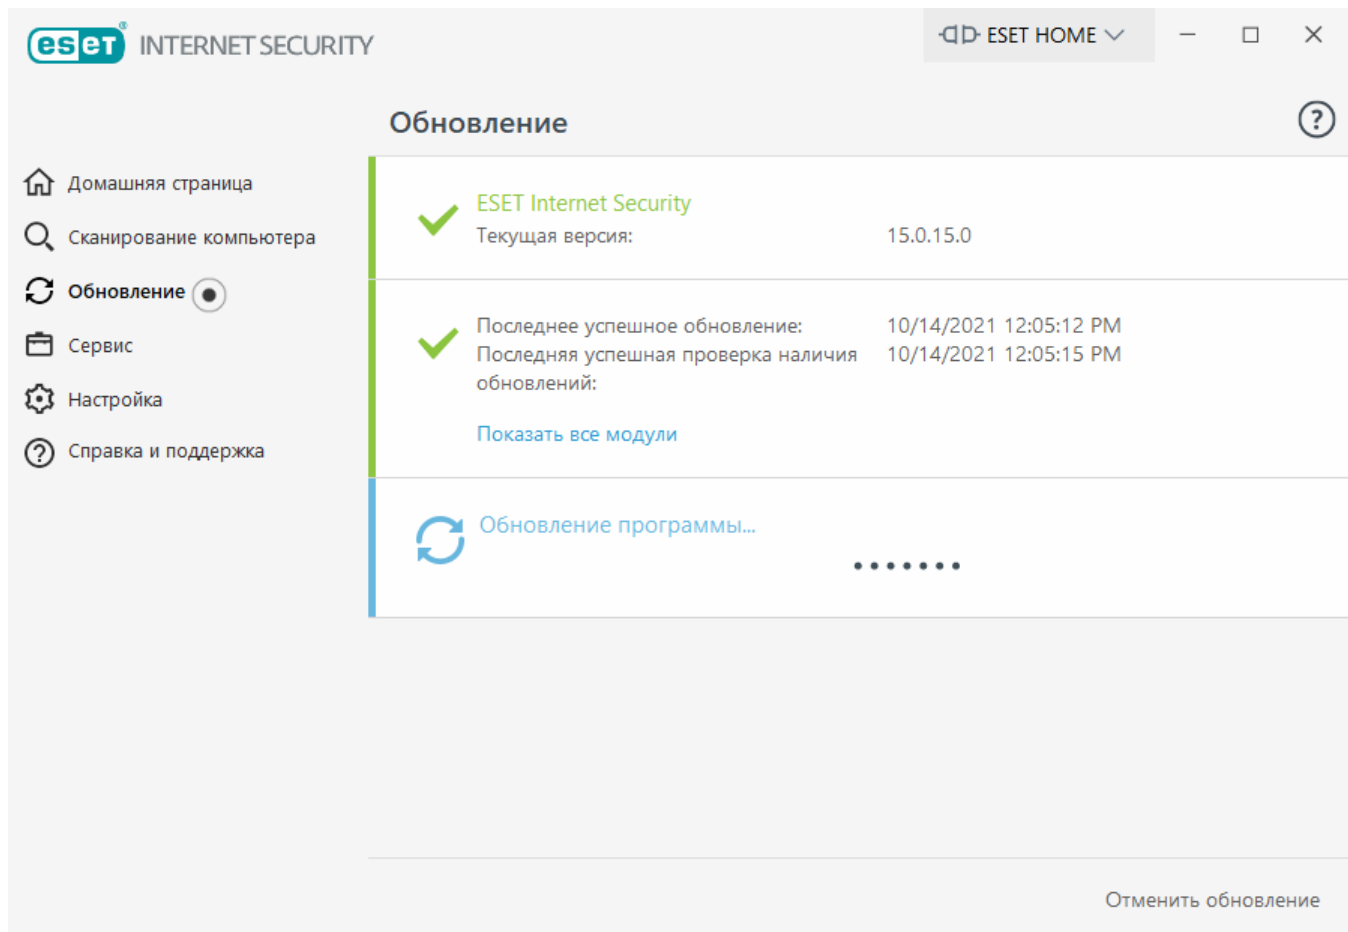 eset® INTERNET SECURITY
ESET HOME
Обновление
Домашняя страница
Сканирование компьютера
Обновление
Сервис
Настройка
Справка и поддержка
ESET Internet Security
Текущая версия: 15.0.15.0
Последнее успешное обновление: 10/14/2021 12:05:12 PM
Последняя успешная проверка наличия 10/14/2021 12:05:15 PM
обновлений:
Показать все модули
Обновление программы...
Отменить обновление